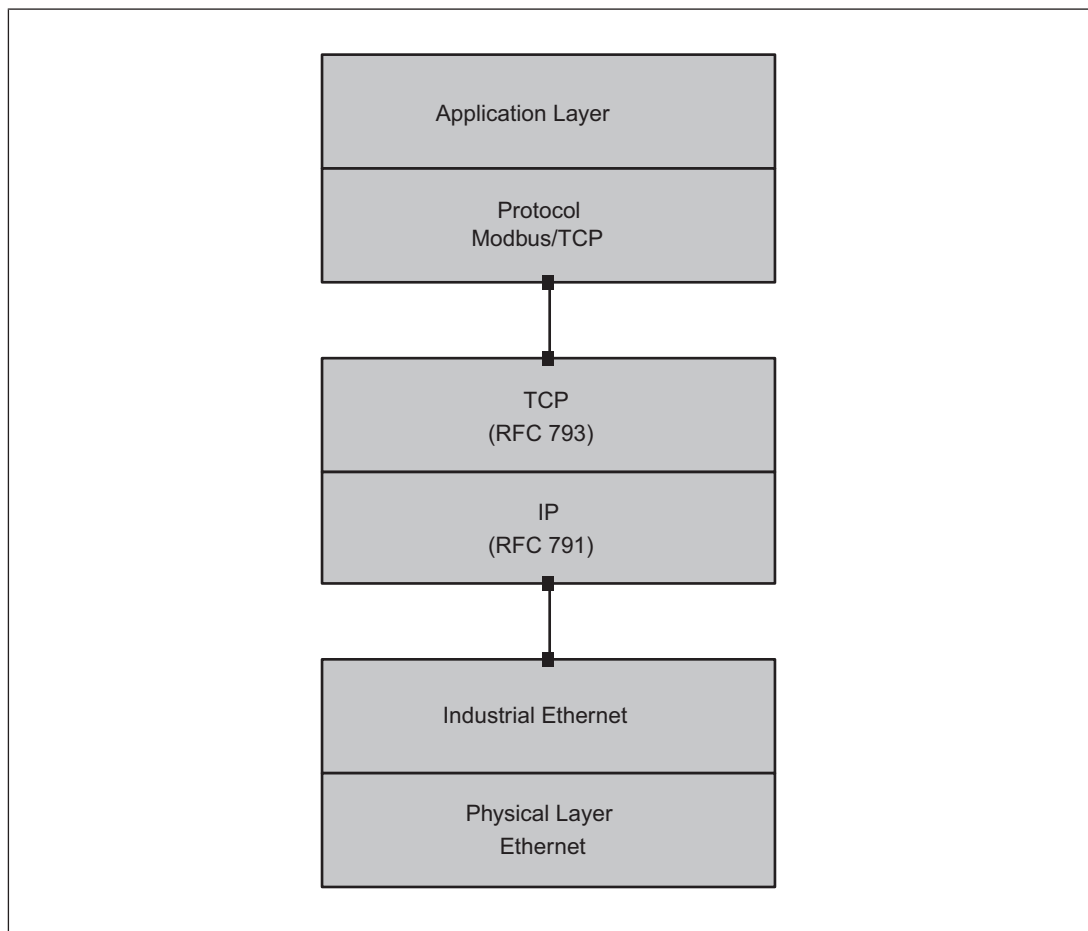 Application Layer
Protocol
Modbus/TCP
TCP
(RFC 793)
IP
(RFC 791)
Industrial Ethernet
Physical Layer
Ethernet